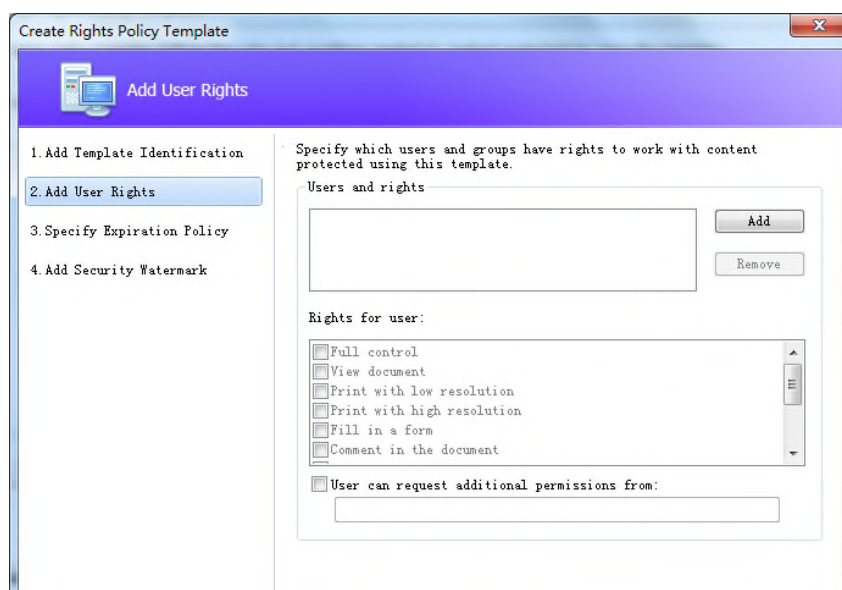 Create Rights Policy Template
Add User Rights
1.Add Template Identification
2.Add User Rights
3.Specify Expiration Policy
4.Add Security Watermark
Specify which users and groups have rights to work with content
protected using this template.
Users and rights
Add
Remove
Rights for user:
Full control
View document
Print with low resolution
Print with high resolution
Fill in a form
Comment in the document
User can request additional permissions from: